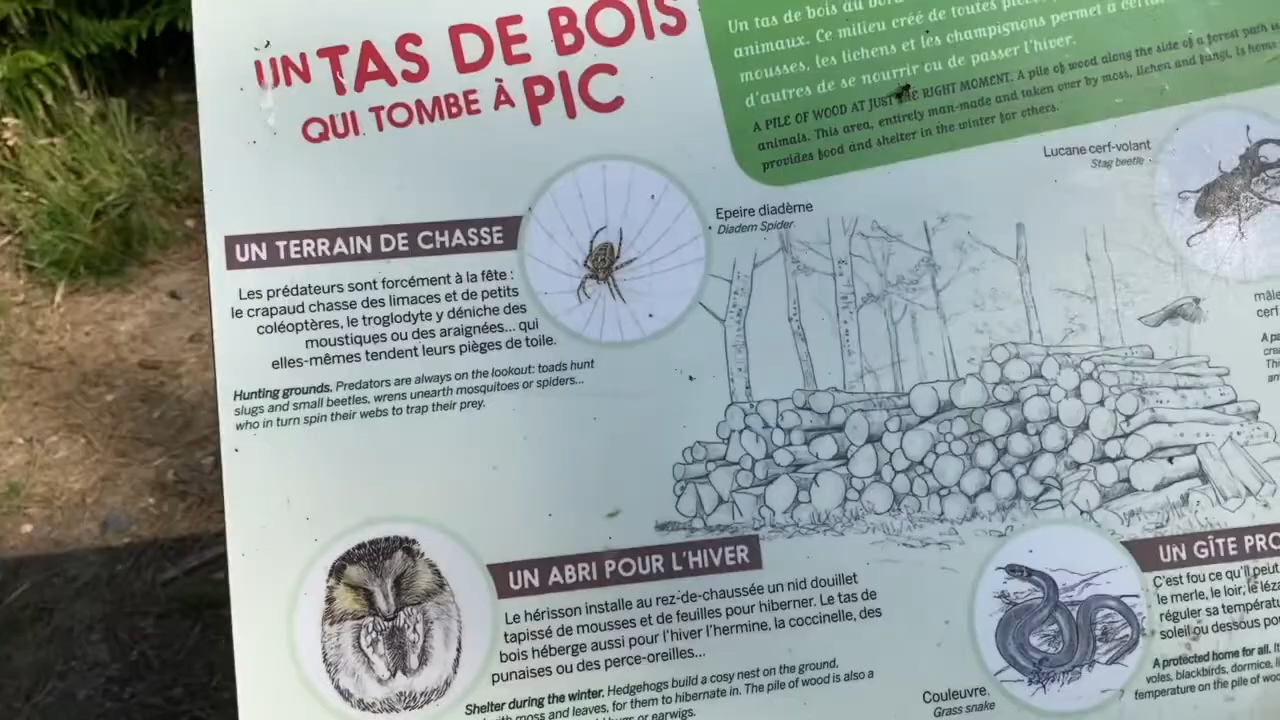 UN TAS DE BOIS
QUI TOMBE À PIC
Un tas de bois au
animaux. Ce milieu créé de toutes
mousses, les lichens et les champignons permet à
d'autres de se nourrir ou de passer l'hiver.
A PILE OF WOOD AT JUST THE RIGHT MOMENT. A pile of wood along the side of a forest path
animals. This area, entirely man-made and taken over by moss, lichen and fungi, is home
provides food and shelter in the winter for others.
Lucane cerf-volant
Stag beetle
Epeire diadème
Diadem Spider
UN TERRAIN DE CHASSE
Les prédateurs sont forcément à la fête :
le crapaud chasse des limaces et de petits
coléoptères, le troglodyte y déniche des
moustiques ou des araignées... qui
elles-mêmes tendent leurs pièges de toile.
Hunting grounds. Predators are always on the lookout: toads hunt
slugs and small beetles, wrens unearth mosquitoes or spiders...
who in turn spin their webs to trap their prey.
mâle
cerf
UN ABRI POUR L'HIVER
Le hérisson installe au rez-de-chaussée un nid douillet
tapissé de mousses et de feuilles pour hiberner. Le tas de
bois héberge aussi pour l'hiver l'hermine, la coccinelle, des
punaises ou des perce-oreilles...
Shelter during the winter. Hedgehogs build a cosy nest on the ground,
with moss and leaves, for them to hibernate in. The pile of wood is also a
or earwigs.
Couleuvre
Grass snake
UN GÎTE PRO
C'est fou ce qu'il peut
le merle, le loir, le léz
réguler sa températ
soleil ou dessous po
A protected home for all. It
voles, blackbirds, dormice,
temperature on the pile of woo